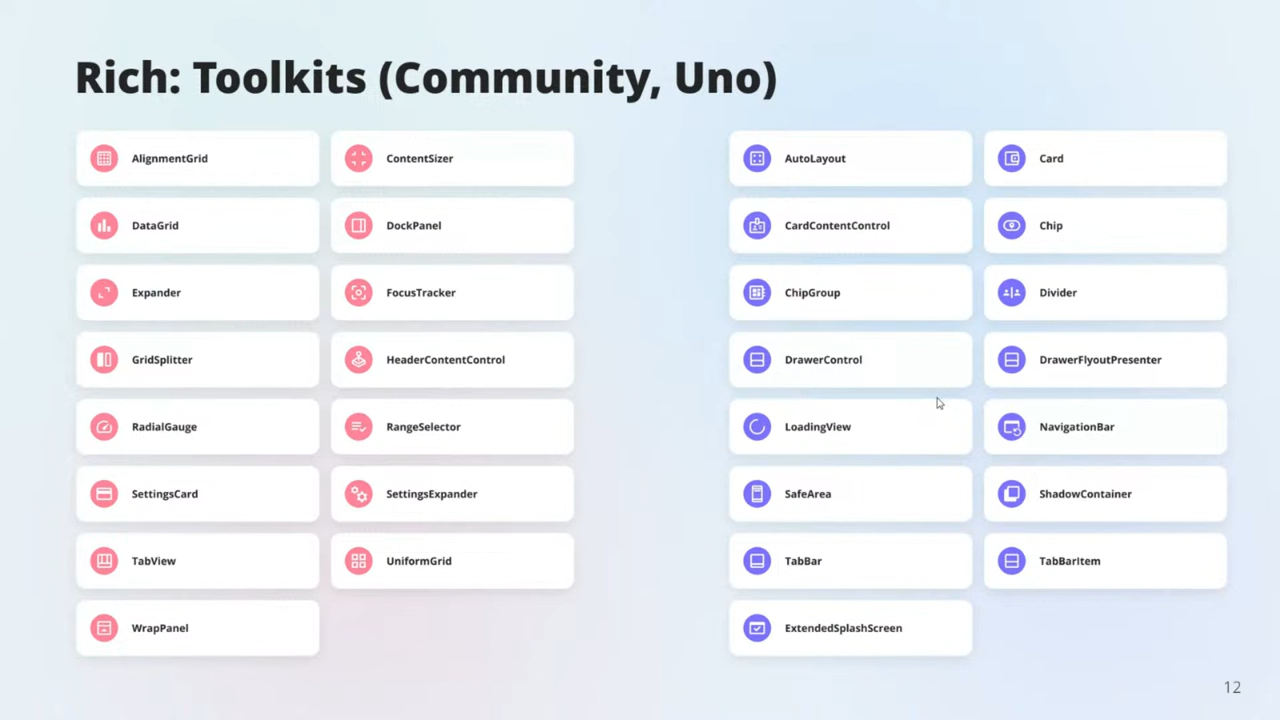 Rich: Toolkits (Community, Uno)
AlignmentGrid
ContentSizer
DataGrid
DockPanel
Expander
FocusTracker
GridSplitter
HeaderContentControl
RadialGauge
RangeSelector
SettingsCard
SettingsExpander
TabView
UniformGrid
WrapPanel
AutoLayout
Card
CardContentControl
Chip
ChipGroup
Divider
DrawerControl
DrawerFlyoutPresenter
LoadingView
NavigationBar
SafeArea
ShadowContainer
TabBar
TabBarItem
ExtendedSplashScreen
12